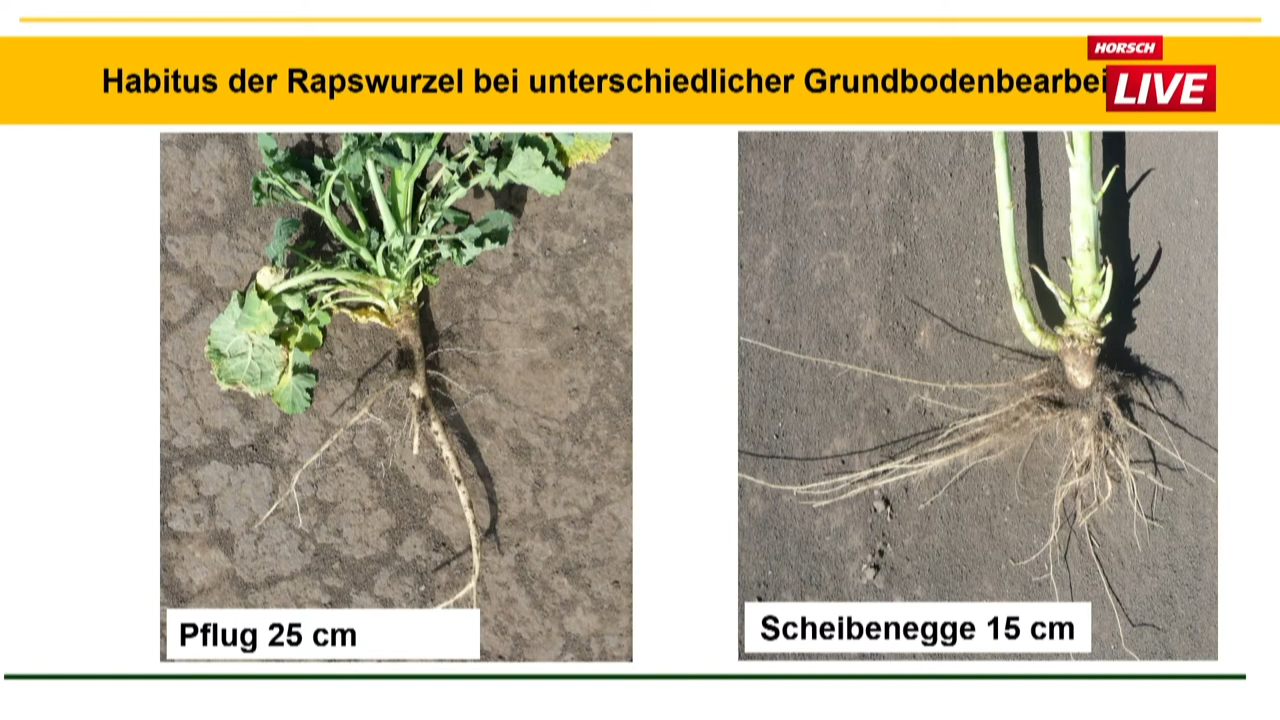 HORSCH
LIVE
Habitus der Rapswurzel bei unterschiedlicher Grundbodenbearbei
Pflug 25 cm
Scheibenegge 15 cm